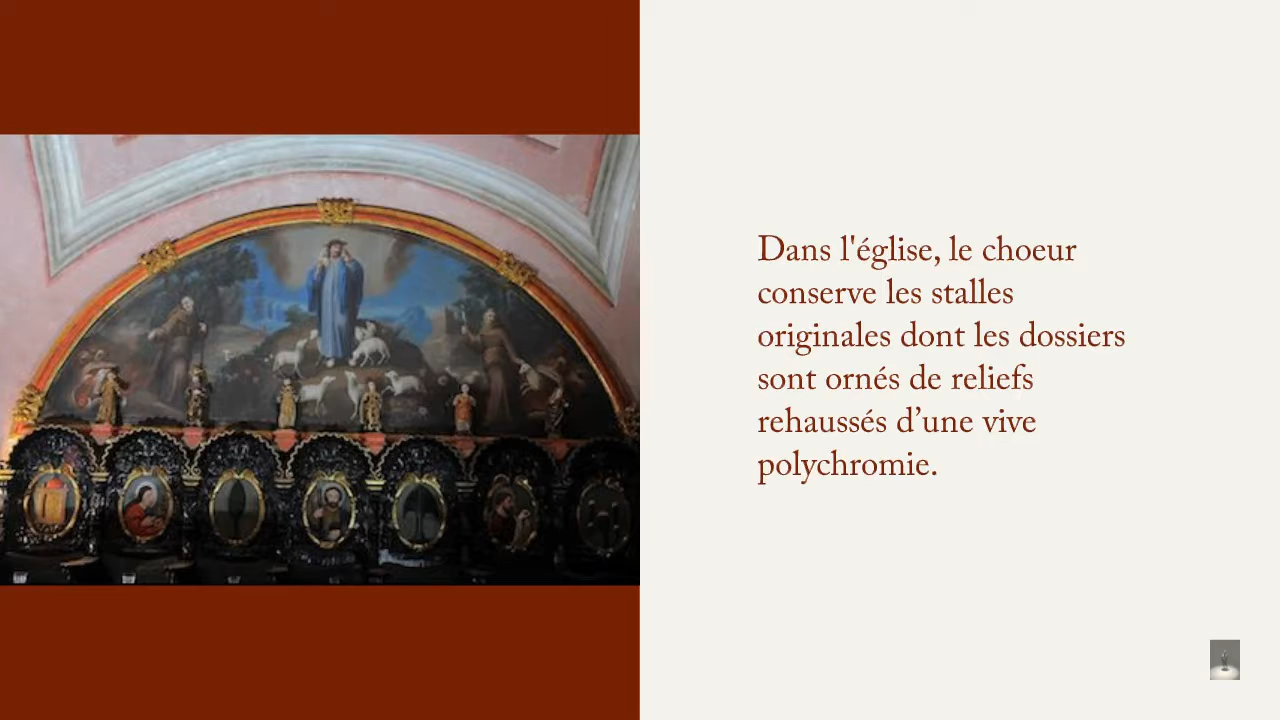 Dans l'église, le choeur
conserve les stalles
originales dont les dossiers
sont ornés de reliefs
rehaussés d’une vive
polychromie.